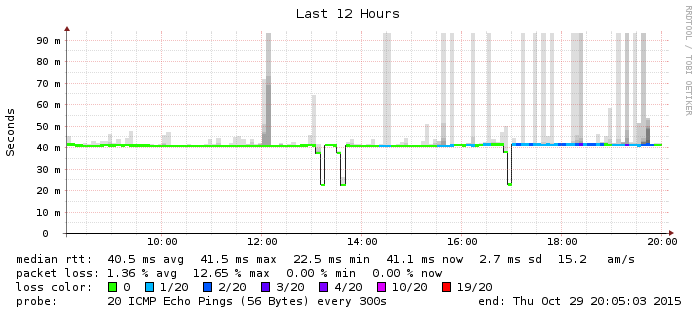 Last 12 Hours
RRDTOOL / TOBI OETIKER
Seconds
90 m
80 m
70 m
60 m
50 m
40 m
30 m
20 m
10 m
0
10:00 12:00 14:00 16:00 18:00 20:00
median rtt: 40.5 ms avg 41.5 ms max 22.5 ms min 41.1 ms now 2.7 ms sd 15.2 am/s
packet loss: 1.36 % avg 12.65 % max 0.00 % min 0.00 % now
loss color: 0 1/20 2/20 3/20 4/20 10/20 19/20
probe: 20 ICMP Echo Pings (56 Bytes) every 300s end: Thu Oct 29 20:05:03 2015